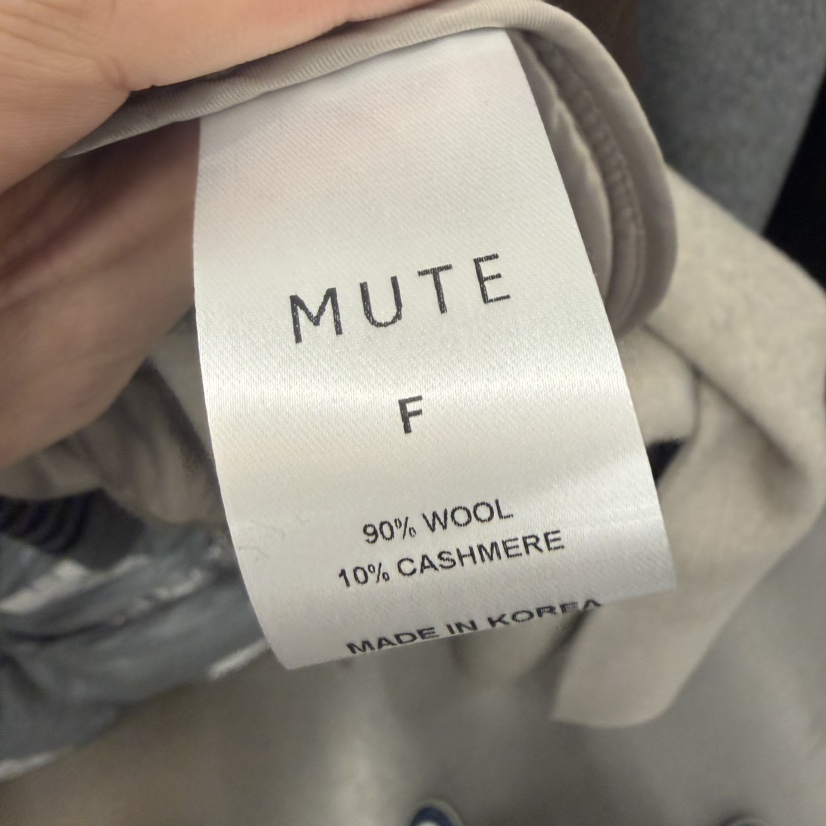 MUTE
F
90% WOOL
10% CASHMERE
MADE IN KOREA